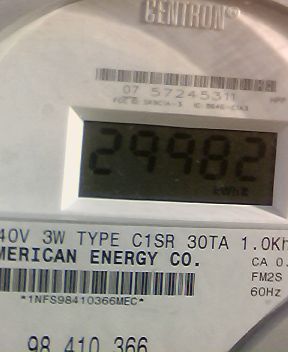 CENTRON®
07 57245311
29982
kWh
40V 3W TYPE C1SR 30TA 1.0Kh
MERICAN ENERGY CO.
CA 0.
FM2S
60Hz
*1NFS98410366MEC*
98 410 366